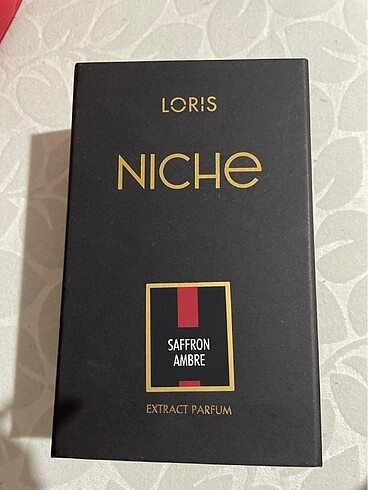 LORIS
NICHe
SAFFRON
AMBRE
EXTRACT PARFUM